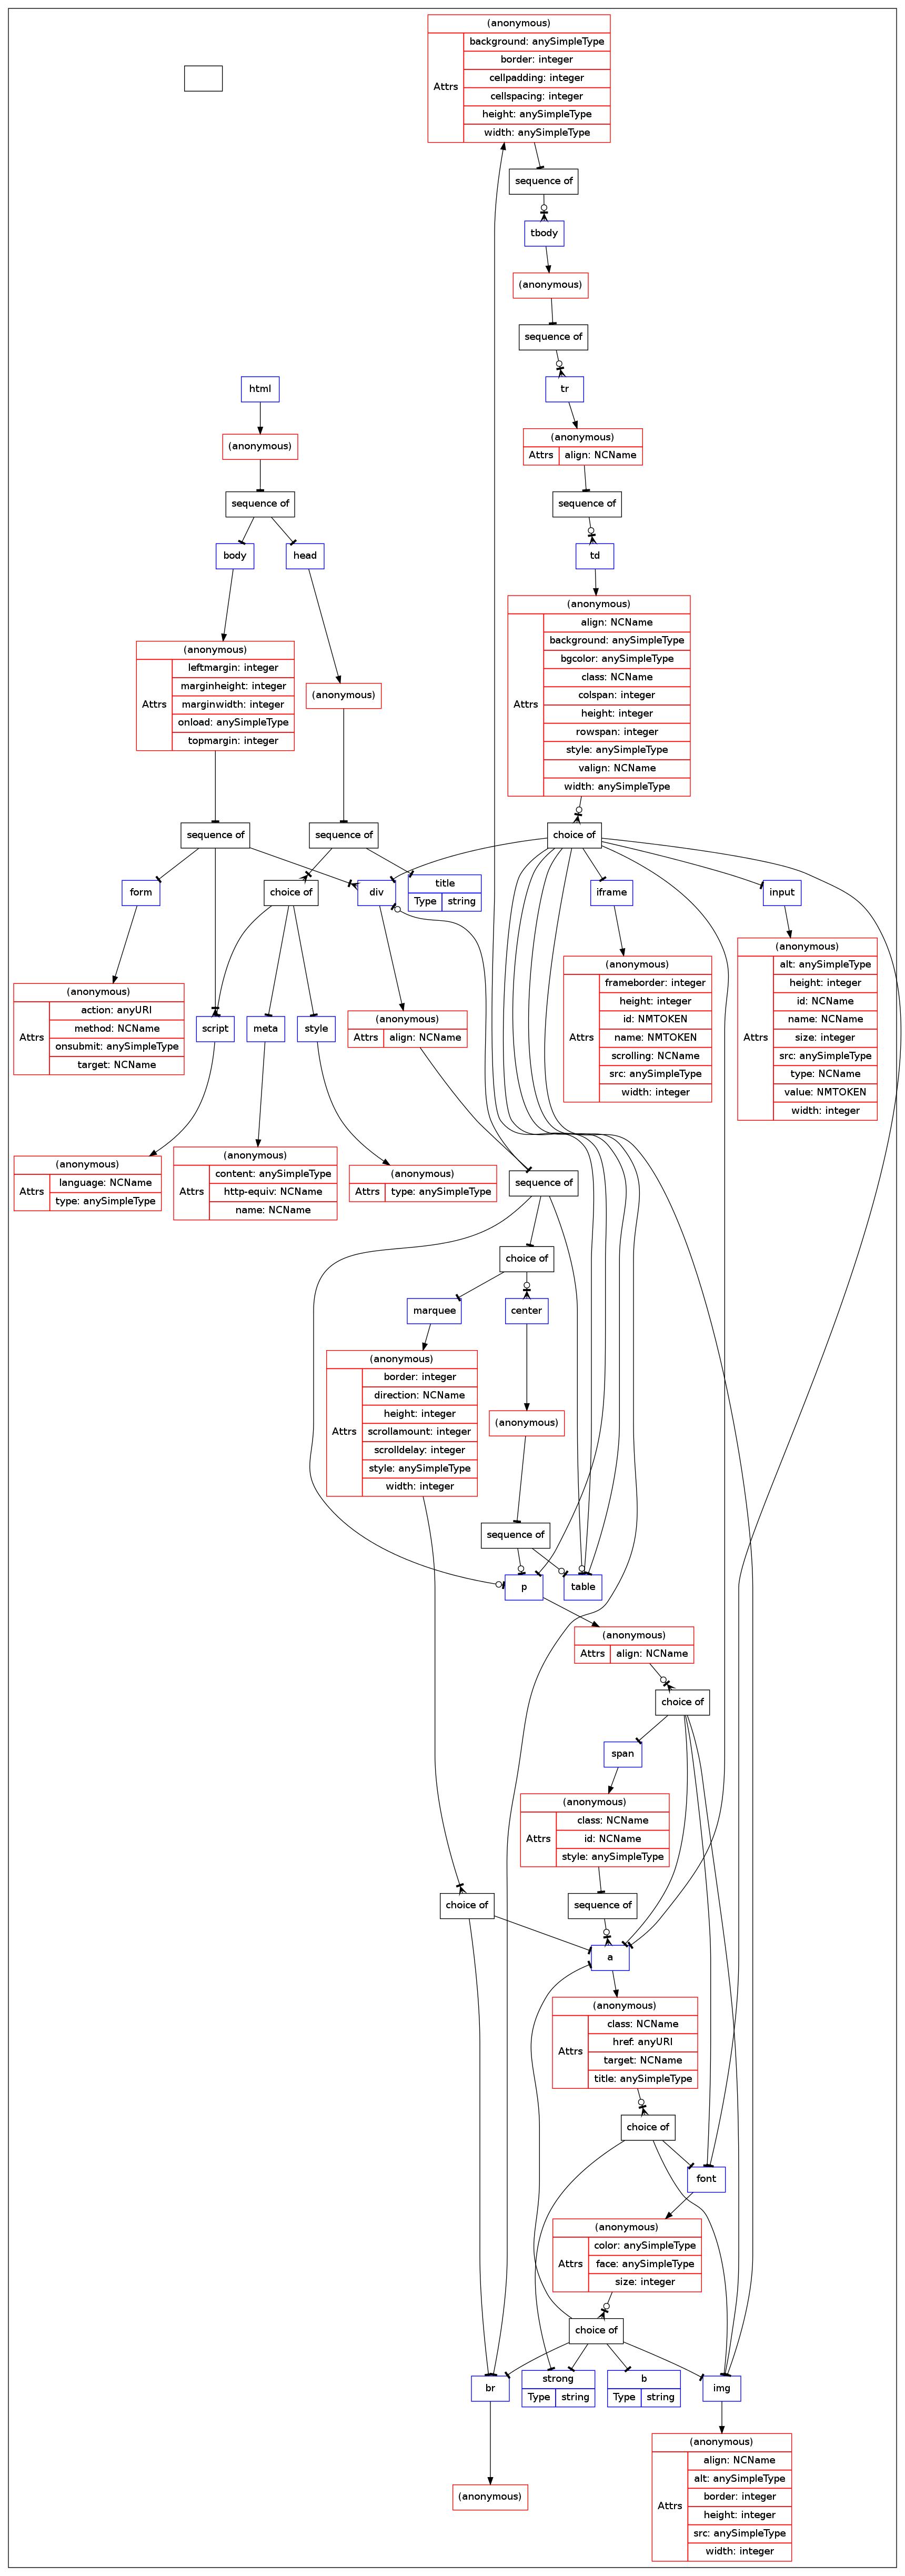 (anonymous)
Attrs
background: anySimpleType
border: integer
cellpadding: integer
cellspacing: integer
height: anySimpleType
width: anySimpleType
sequence of
tbody
(anonymous)
sequence of
tr
html
(anonymous)
(anonymous)
Attrs
align: NCName
sequence of
sequence of
body
head
td
(anonymous)
Attrs
leftmargin: integer
marginheight: integer
marginwidth: integer
onload: anySimpleType
topmargin: integer
(anonymous)
(anonymous)
Attrs
align: NCName
background: anySimpleType
bgcolor: anySimpleType
class: NCName
colspan: integer
height: integer
rowspan: integer
style: anySimpleType
valign: NCName
width: anySimpleType
sequence of
sequence of
choice of
form
choice of
div
title
Type
string
iframe
input
(anonymous)
Attrs
action: anyURI
method: NCName
onsubmit: anySimpleType
target: NCName
script
meta
style
(anonymous)
Attrs
align: NCName
(anonymous)
Attrs
frameborder: integer
height: integer
id: NMTOKEN
name: NMTOKEN
scrolling: NCName
src: anySimpleType
width: integer
(anonymous)
Attrs
alt: anySimpleType
height: integer
id: NCName
name: NCName
size: integer
src: anySimpleType
type: NCName
value: NMTOKEN
width: integer
(anonymous)
Attrs
language: NCName
type: anySimpleType
(anonymous)
Attrs
content: anySimpleType
http-equiv: NCName
name: NCName
(anonymous)
Attrs
type: anySimpleType
sequence of
choice of
marquee
center
(anonymous)
Attrs
border: integer
direction: NCName
height: integer
scrollamount: integer
scrolldelay: integer
style: anySimpleType
width: integer
(anonymous)
sequence of
p
table
(anonymous)
Attrs
align: NCName
choice of
span
(anonymous)
Attrs
class: NCName
id: NCName
style: anySimpleType
choice of
sequence of
a
(anonymous)
Attrs
class: NCName
href: anyURI
target: NCName
title: anySimpleType
choice of
font
(anonymous)
Attrs
color: anySimpleType
face: anySimpleType
size: integer
choice of
br
strong
Type
string
b
Type
string
img
(anonymous)
(anonymous)
Attrs
align: NCName
alt: anySimpleType
border: integer
height: integer
src: anySimpleType
width: integer